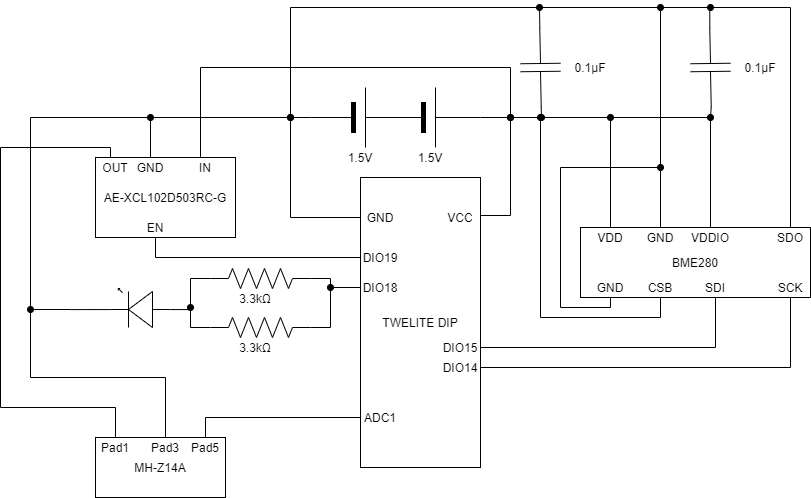 0.1μF 0.1μF
1.5V 1.5V
OUT GND IN
AE-XCL102D503RC-G
EN
GND VCC
DIO19
DIO18
3.3kΩ
3.3kΩ
TWELITE DIP
DIO15
DIO14
ADC1
VDD GND VDDIO SDO
BME280
GND CSB SDI SCK
Pad1 Pad3 Pad5
MH-Z14A